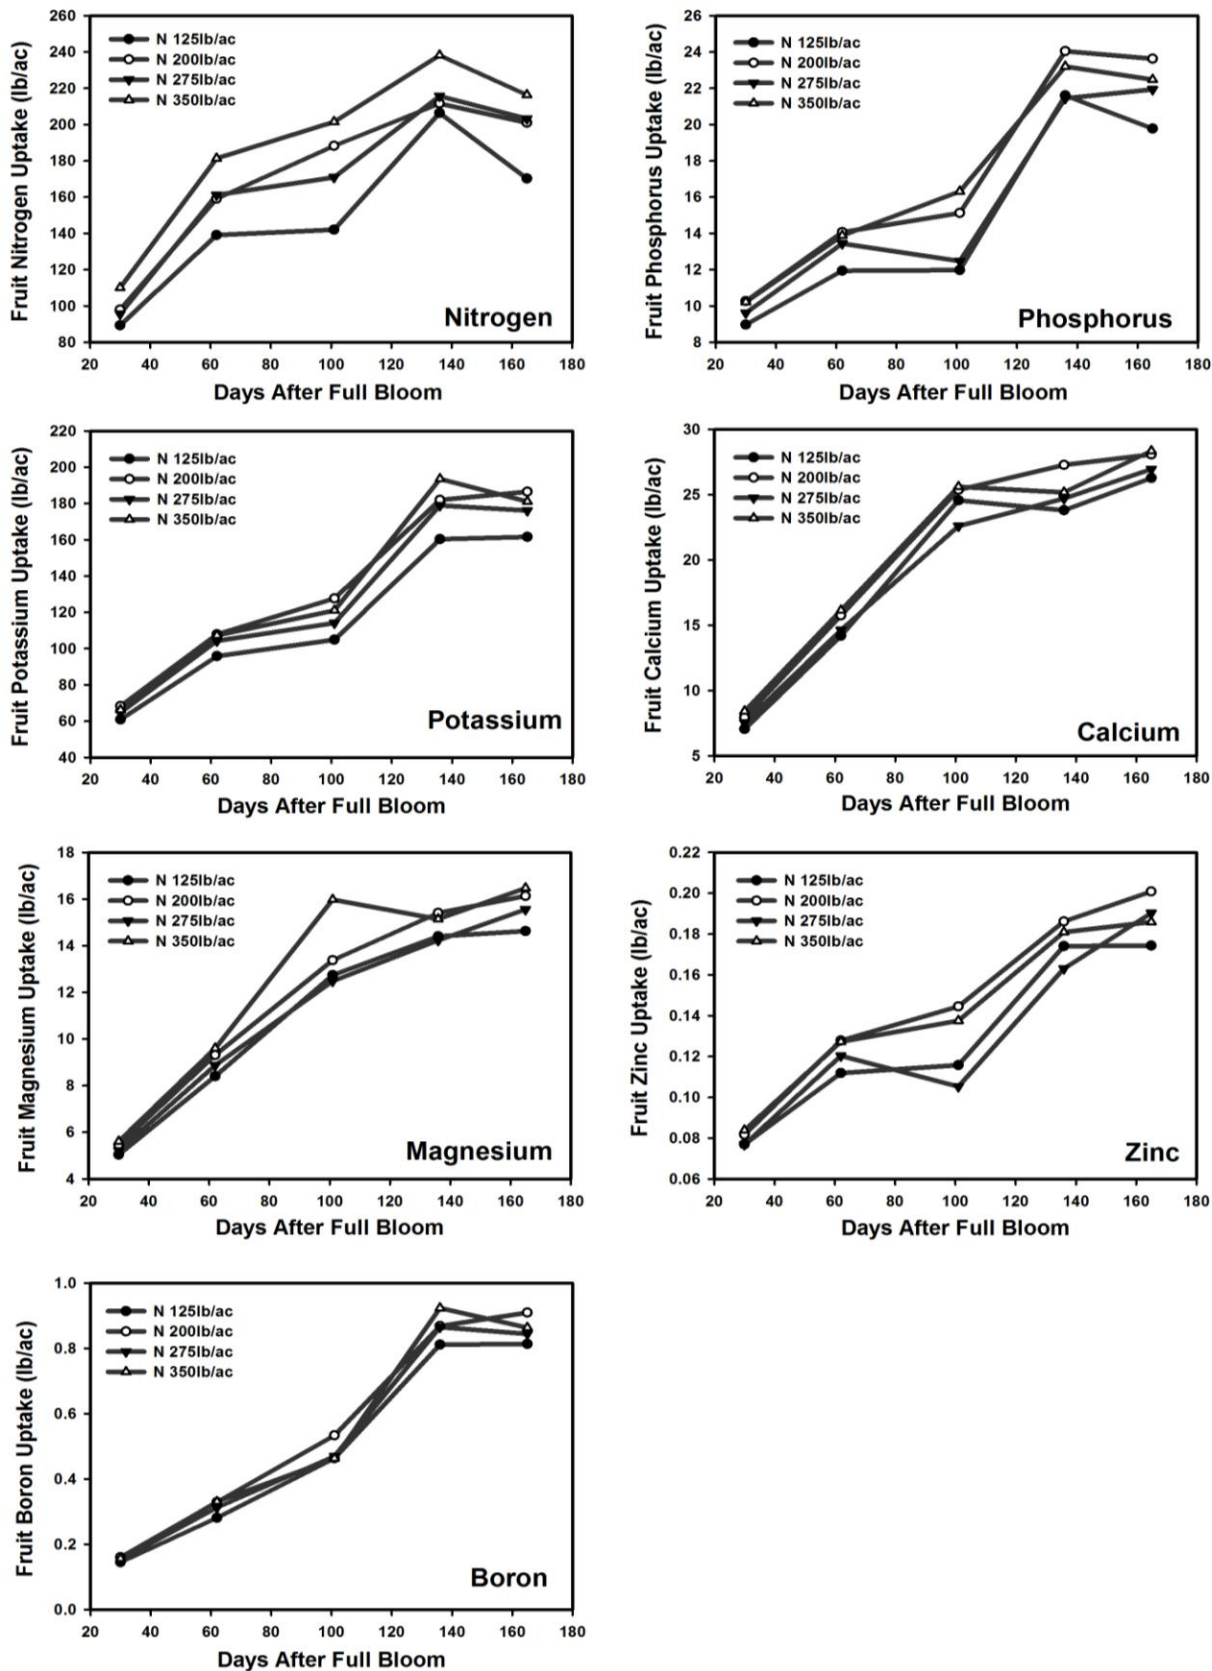 Fruit Nitrogen Uptake (lb/ac)
260
240
220
200
180
160
140
120
100
80
N 125lb/ac
N 200lb/ac
N 275lb/ac
N 350lb/ac
Nitrogen
20 40 60 80 100 120 140 160 180
Days After Full Bloom
Fruit Phosphorus Uptake (lb/ac)
26
24
22
20
18
16
14
12
10
8
N 125lb/ac
N 200lb/ac
N 275lb/ac
N 350lb/ac
Phosphorus
20 40 60 80 100 120 140 160 180
Days After Full Bloom
Fruit Potassium Uptake (lb/ac)
220
200
180
160
140
120
100
80
60
40
N 125lb/ac
N 200lb/ac
N 275lb/ac
N 350lb/ac
Potassium
20 40 60 80 100 120 140 160 180
Days After Full Bloom
Fruit Calcium Uptake (lb/ac)
30
25
20
15
10
5
N 125lb/ac
N 200lb/ac
N 275lb/ac
N 350lb/ac
Calcium
20 40 60 80 100 120 140 160 180
Days After Full Bloom
Fruit Magnesium Uptake (lb/ac)
18
16
14
12
10
8
6
4
N 125lb/ac
N 200lb/ac
N 275lb/ac
N 350lb/ac
Magnesium
20 40 60 80 100 120 140 160 180
Days After Full Bloom
Fruit Zinc Uptake (lb/ac)
0.22
0.20
0.18
0.16
0.14
0.12
0.10
0.08
0.06
N 125lb/ac
N 200lb/ac
N 275lb/ac
N 350lb/ac
Zinc
20 40 60 80 100 120 140 160 180
Days After Full Bloom
Fruit Boron Uptake (lb/ac)
1.0
0.8
0.6
0.4
0.2
0.0
N 125lb/ac
N 200lb/ac
N 275lb/ac
N 350lb/ac
Boron
20 40 60 80 100 120 140 160 180
Days After Full Bloom